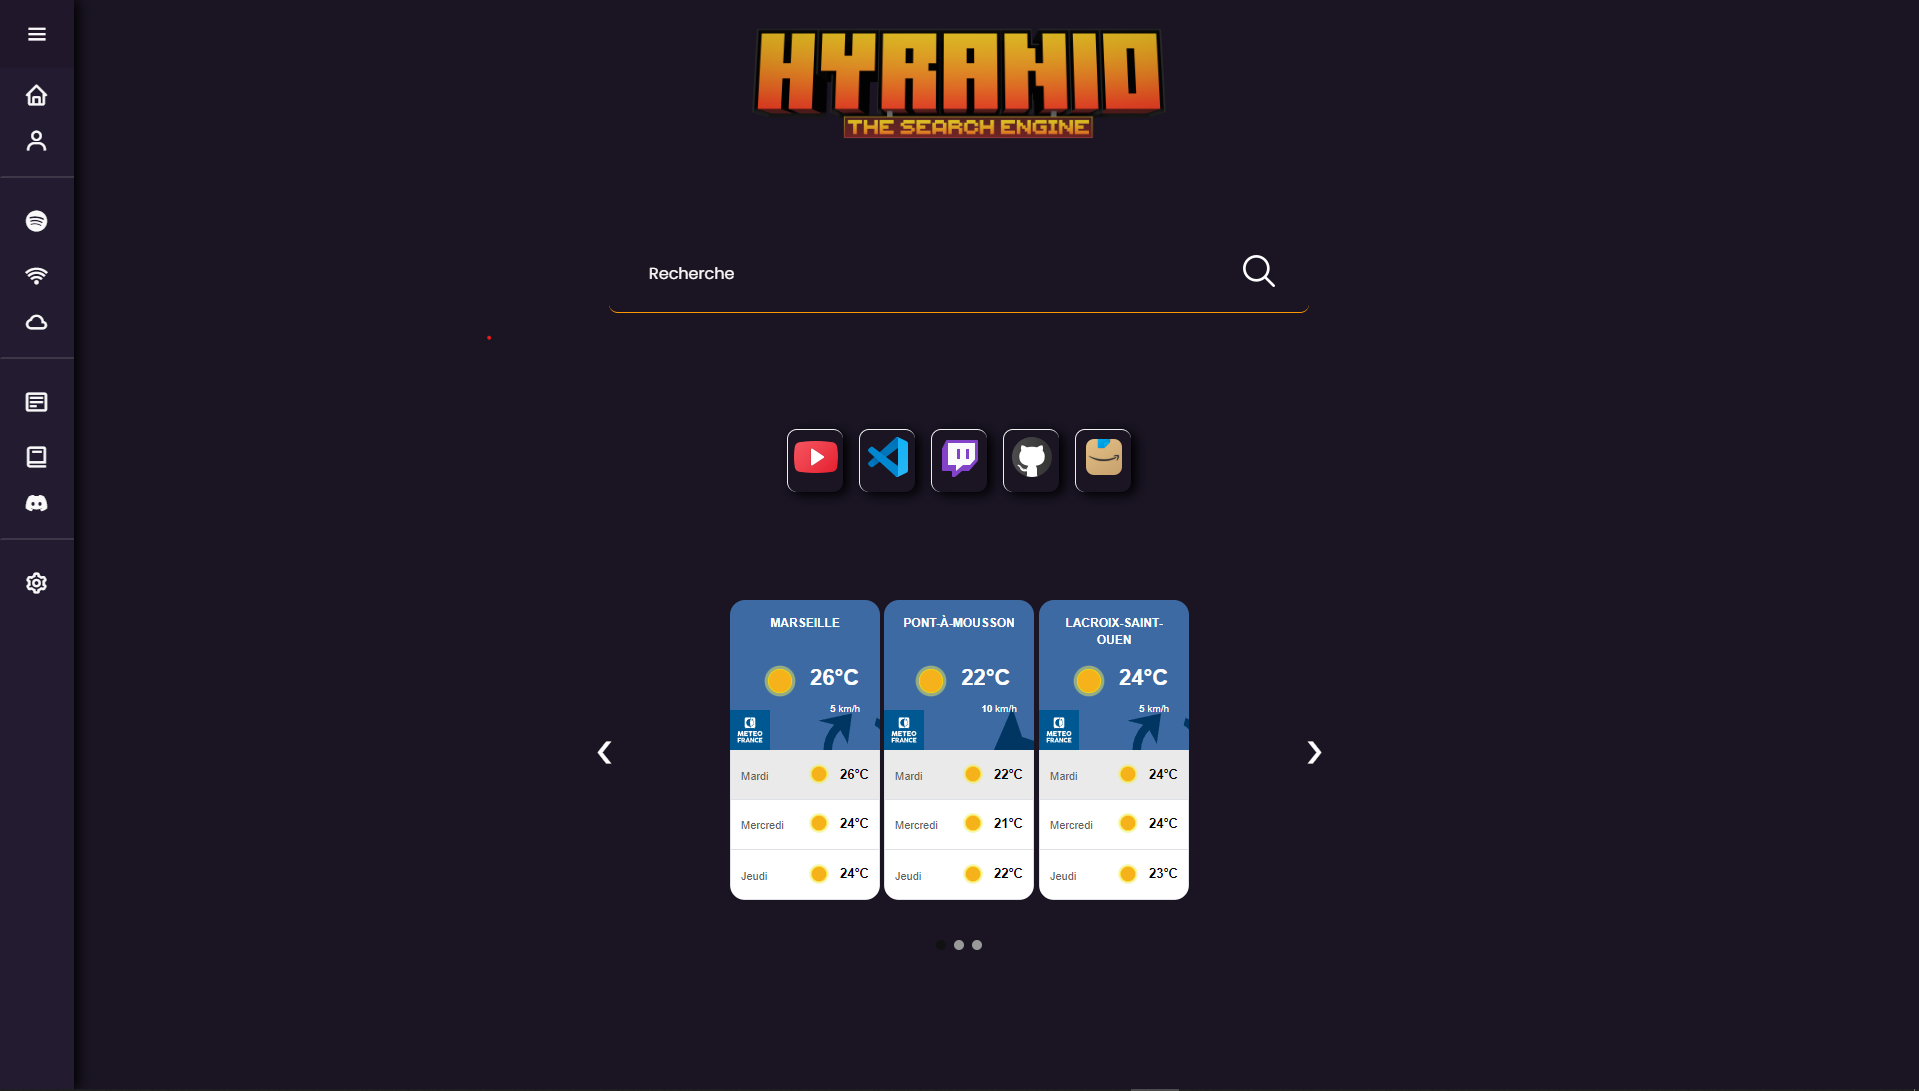 HYRANIO
THE SEARCH ENGINE
Recherche
MARSEILLE
26°C
5 km/h
METEO
FRANCE
Mardi 26°C
Mercredi 24°C
Jeudi 24°C
PONT-À-MOUSSON
22°C
10 km/h
METEO
FRANCE
Mardi 22°C
Mercredi 21°C
Jeudi 22°C
LACROIX-SAINT-
OUEN
24°C
5 km/h
METEO
FRANCE
Mardi 24°C
Mercredi 24°C
Jeudi 23°C